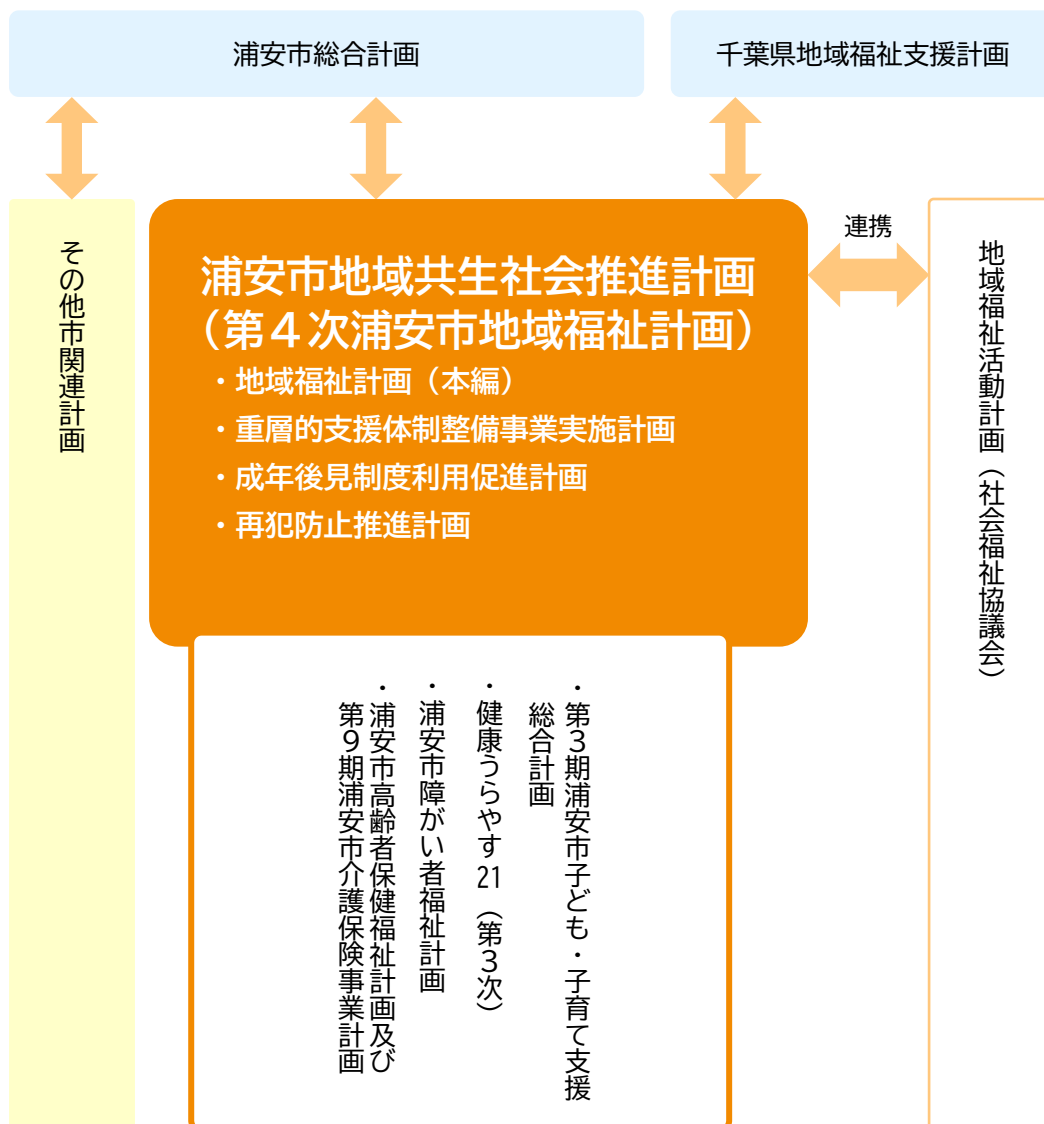 浦安市総合計画
千葉県地域福祉支援計画
その他市関連計画
浦安市地域共生社会推進計画
（第４次浦安市地域福祉計画）
・地域福祉計画（本編）
・重層的支援体制整備事業実施計画
・成年後見制度利用促進計画
・再犯防止推進計画
連携
地域福祉活動計画（社会福祉協議会）
・第３期浦安市子ども・子育て支援
総合計画
・健康うらやす21（第３次）
・浦安市障がい者福祉計画
・浦安市高齢者保健福祉計画及び
第９期浦安市介護保険事業計画